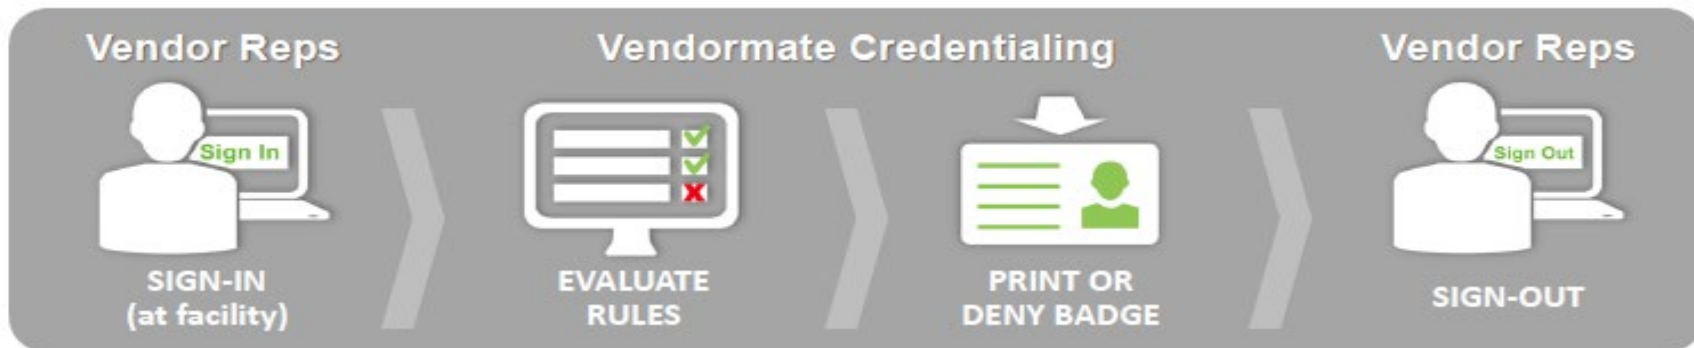 Vendor Reps
Vendormate Credentialing
Vendor Reps
Sign In
Sign Out
SIGN-IN
(at facility)
EVALUATE
RULES
PRINT OR
DENY BADGE
SIGN-OUT